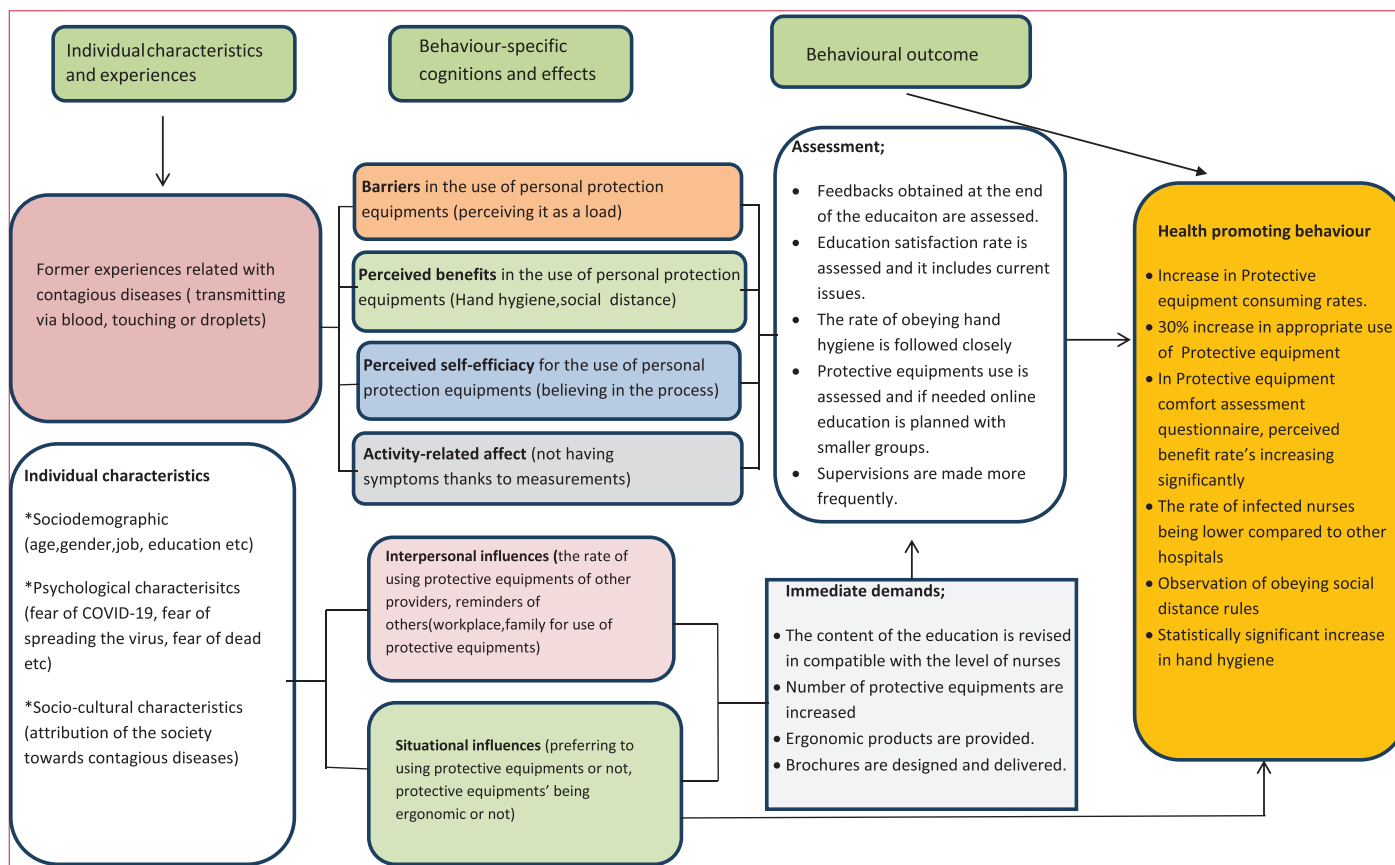 Individual characteristics
and experiences
Behaviour-specific
cognitions and effects
Behavioural outcome
Former experiences related with
contagious diseases ( transmitting
via blood, touching or droplets)
Individual characteristics
*Sociodemographic
(age,gender,job, education etc)
*Psychological characterisitcs
(fear of COVID-19, fear of
spreading the virus, fear of dead
etc)
*Socio-cultural characteristics
(attribution of the society
towards contagious diseases)
Barriers in the use of personal protection
equipments (perceiving it as a load)
Perceived benefits in the use of personal protection
equipments (Hand hygiene,social distance)
Perceived self-efficacy for the use of personal
protection equipments (believing in the process)
Activity-related affect (not having
symptoms thanks to measurements)
Interpersonal influences (the rate of
using protective equipments of other
providers, reminders of
others(workplace,family for use of
protective equipments)
Situational influences (preferring to
using protective equipments or not,
protective equipments’ being
ergonomic or not)
Assessment;
• Feedbacks obtained at the end
of the educaiton are assessed.
• Education satisfaction rate is
assessed and it includes current
issues.
• The rate of obeying hand
hygiene is followed closely
• Protective equipments use is
assessed and if needed online
education is planned with
smaller groups.
• Supervisions are made more
frequently.
Immediate demands;
• The content of the education is revised
in compatible with the level of nurses
• Number of protective equipments are
increased
• Ergonomic products are provided.
• Brochures are designed and delivered.
Health promoting behaviour
• Increase in Protective
equipment consuming rates.
• 30% increase in appropriate use
of Protective equipment
• In Protective equipment
comfort assessment
questionnaire, perceived
benefit rate’s increasing
significantly
• The rate of infected nurses
being lower compared to other
hospitals
• Observation of obeying social
distance rules
• Statistically significant increase
in hand hygiene